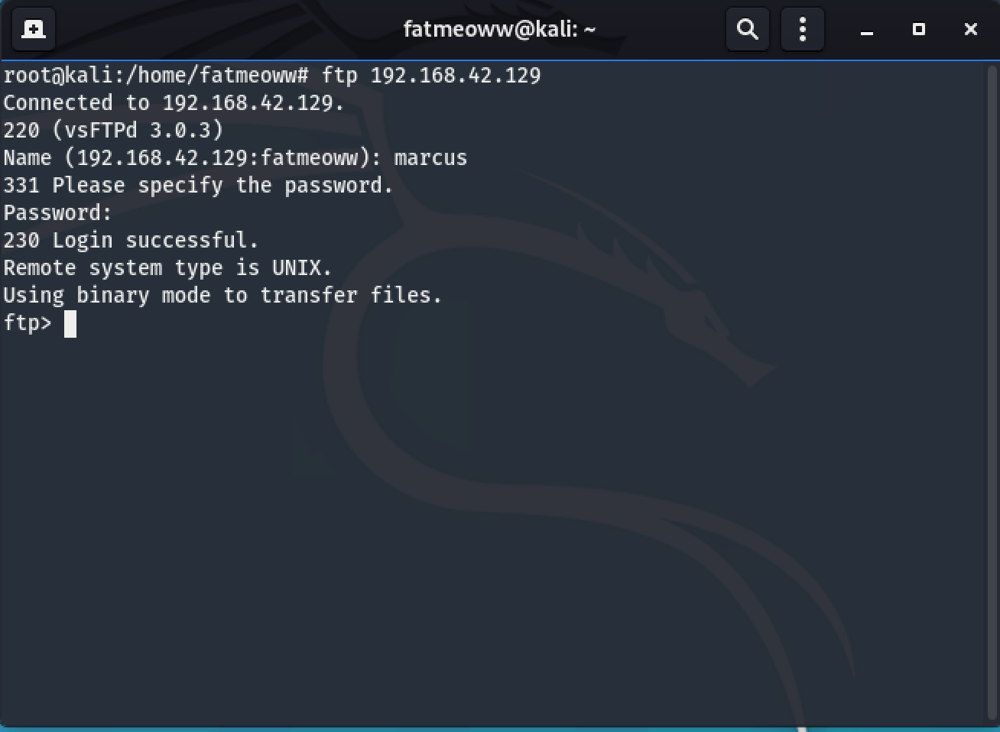 fatmeoww@kali: ~
root@kali:/home/fatmeoww# ftp 192.168.42.129
Connected to 192.168.42.129.
220 (vsFTPd 3.0.3)
Name (192.168.42.129:fatmeoww): marcus
331 Please specify the password.
Password:
230 Login successful.
Remote system type is UNIX.
Using binary mode to transfer files.
ftp>